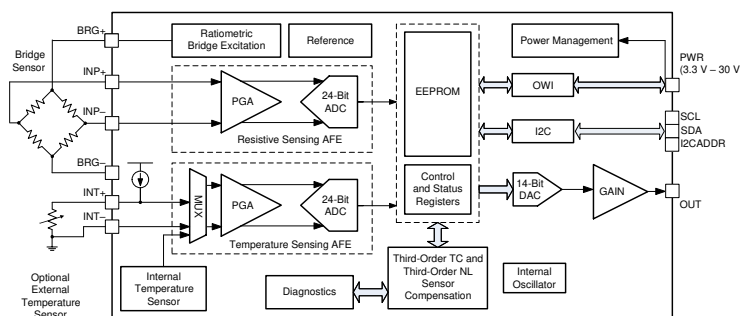 BRG+
Bridge
Sensor
INP+
INP–
BRG–
INT+
INT–
Optional
External
Temperature
Sensor
Ratiometric
Bridge Excitation
Reference
PGA
24-Bit
ADC
Resistive Sensing AFE
MUX
PGA
24-Bit
ADC
Temperature Sensing AFE
Internal
Temperature
Sensor
EEPROM
Control
and Status
Registers
Diagnostics
Third-Order TC and
Third-Order NL
Sensor
Compensation
Internal
Oscillator
Power Management
OWI
I2C
14-Bit
DAC
GAIN
PWR
(3.3 V – 30 V
SCL
SDA
I2CADDR
OUT